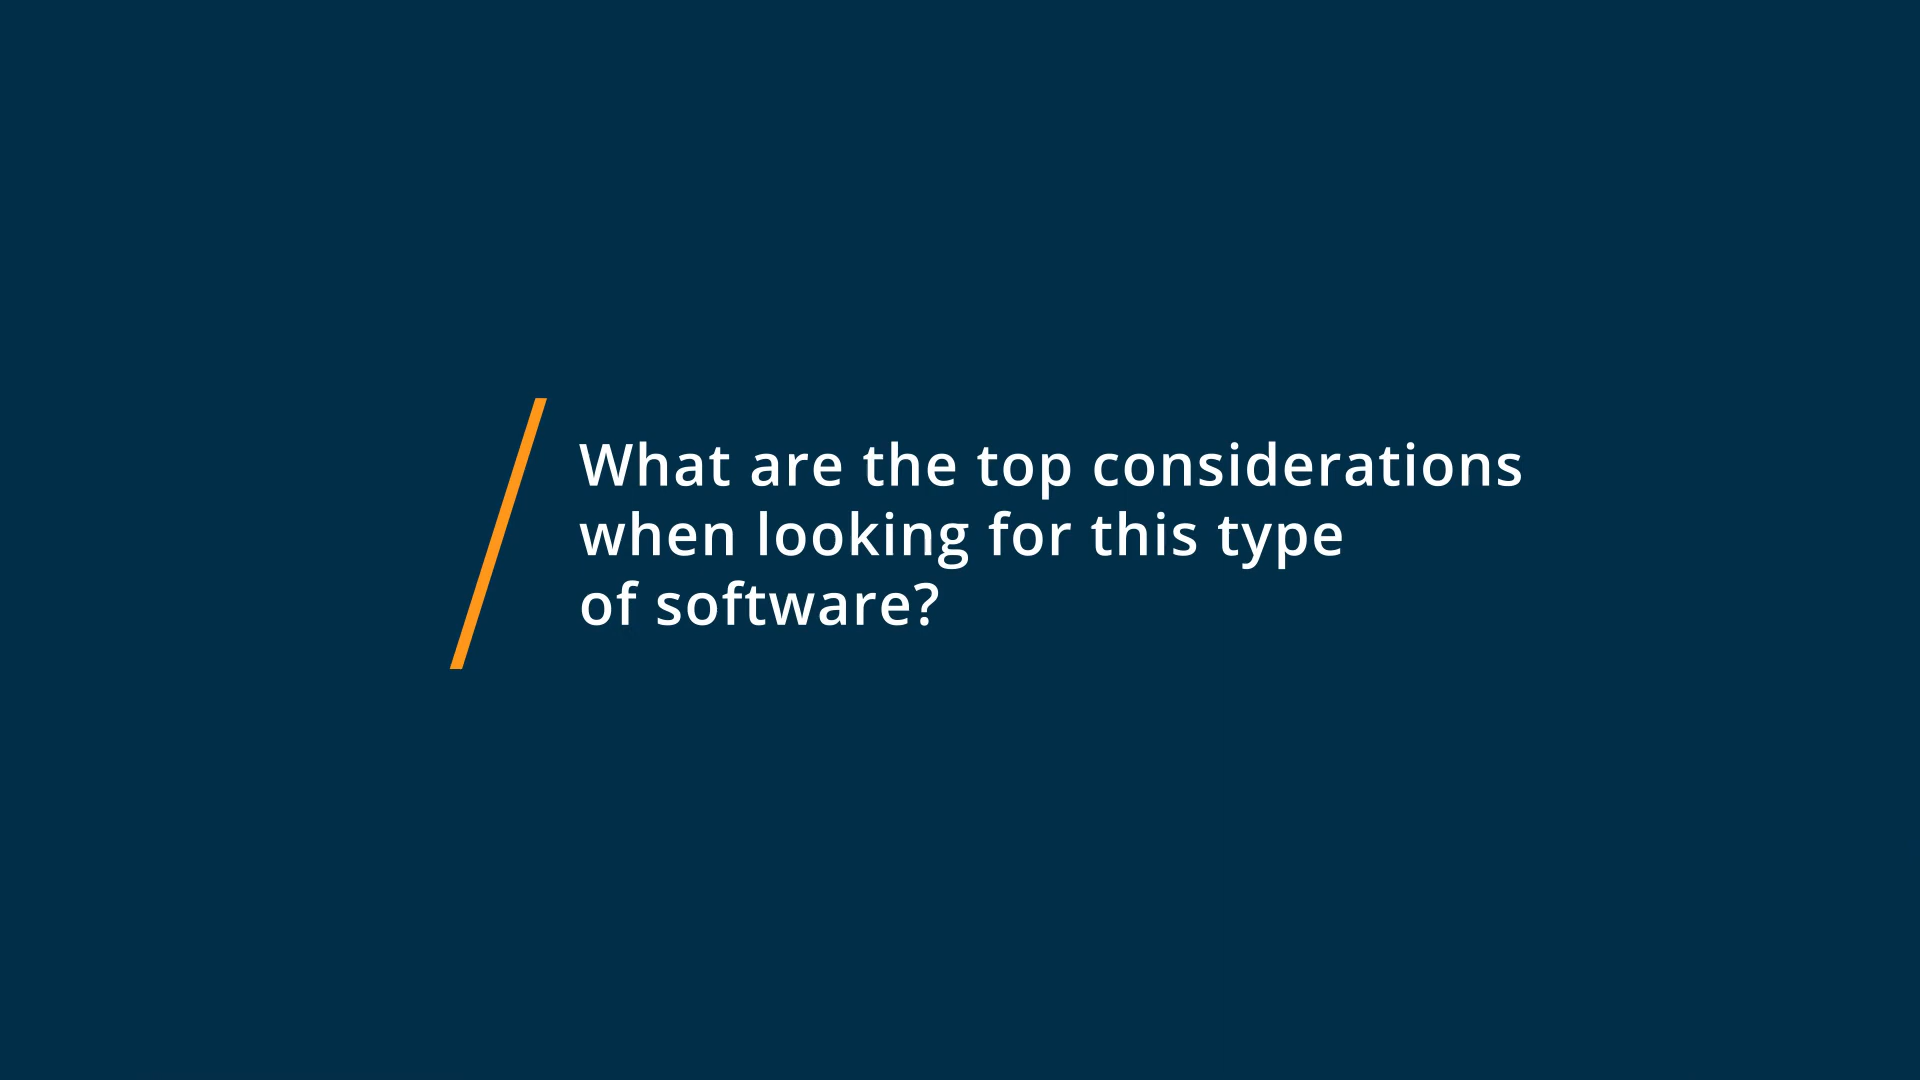 What are the top considerations
when looking for this type
of software?